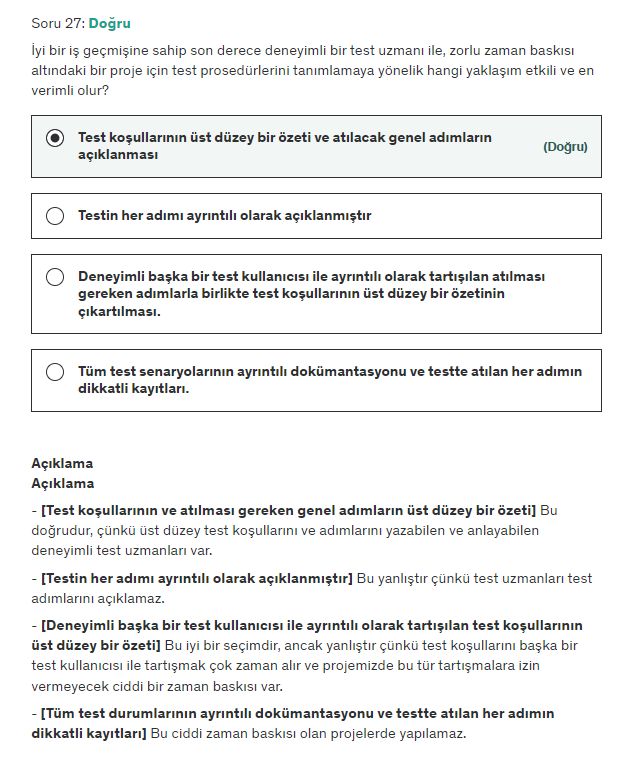 Soru 27: Doğru
İyi bir iş geçmişine sahip son derece deneyimli bir test uzmanı ile, zorlu zaman baskısı
altındaki bir proje için test prosedürlerini tanımlamaya yönelik hangi yaklaşım etkili ve en
verimli olur?
Test koşullarının üst düzey bir özeti ve atılacak genel adımların
açıklanması
(Doğru)
Testin her adımı ayrıntılı olarak açıklanmıştır
Deneyimli başka bir test kullanıcısı ile ayrıntılı olarak tartışılan atılması
gereken adımlarla birlikte test koşullarının üst düzey bir özetinin
çıkartılması.
Tüm test senaryolarının ayrıntılı dokümantasyonu ve testte atılan her adımın
dikkatli kayıtları.
Açıklama
Açıklama
- [Test koşullarının ve atılması gereken genel adımların üst düzey bir özeti] Bu
doğrudur, çünkü üst düzey test koşullarını ve adımlarını yazabilen ve anlayabilen
deneyimli test uzmanları var.
- [Testin her adımı ayrıntılı olarak açıklanmıştır] Bu yanlıştır çünkü test uzmanları test
adımlarını açıklamaz.
- [Deneyimli başka bir test kullanıcısı ile ayrıntılı olarak tartışılan test koşullarının
üst düzey bir özeti] Bu iyi bir seçimdir, ancak yanlıştır çünkü test koşullarını başka bir
test kullanıcısı ile tartışmak çok zaman alır ve projemizde bu tür tartışmalara izin
vermeyecek ciddi bir zaman baskısı var.
- [Tüm test durumlarının ayrıntılı dokümantasyonu ve testte atılan her adımın
dikkatli kayıtları] Bu ciddi zaman baskısı olan projelerde yapılamaz.